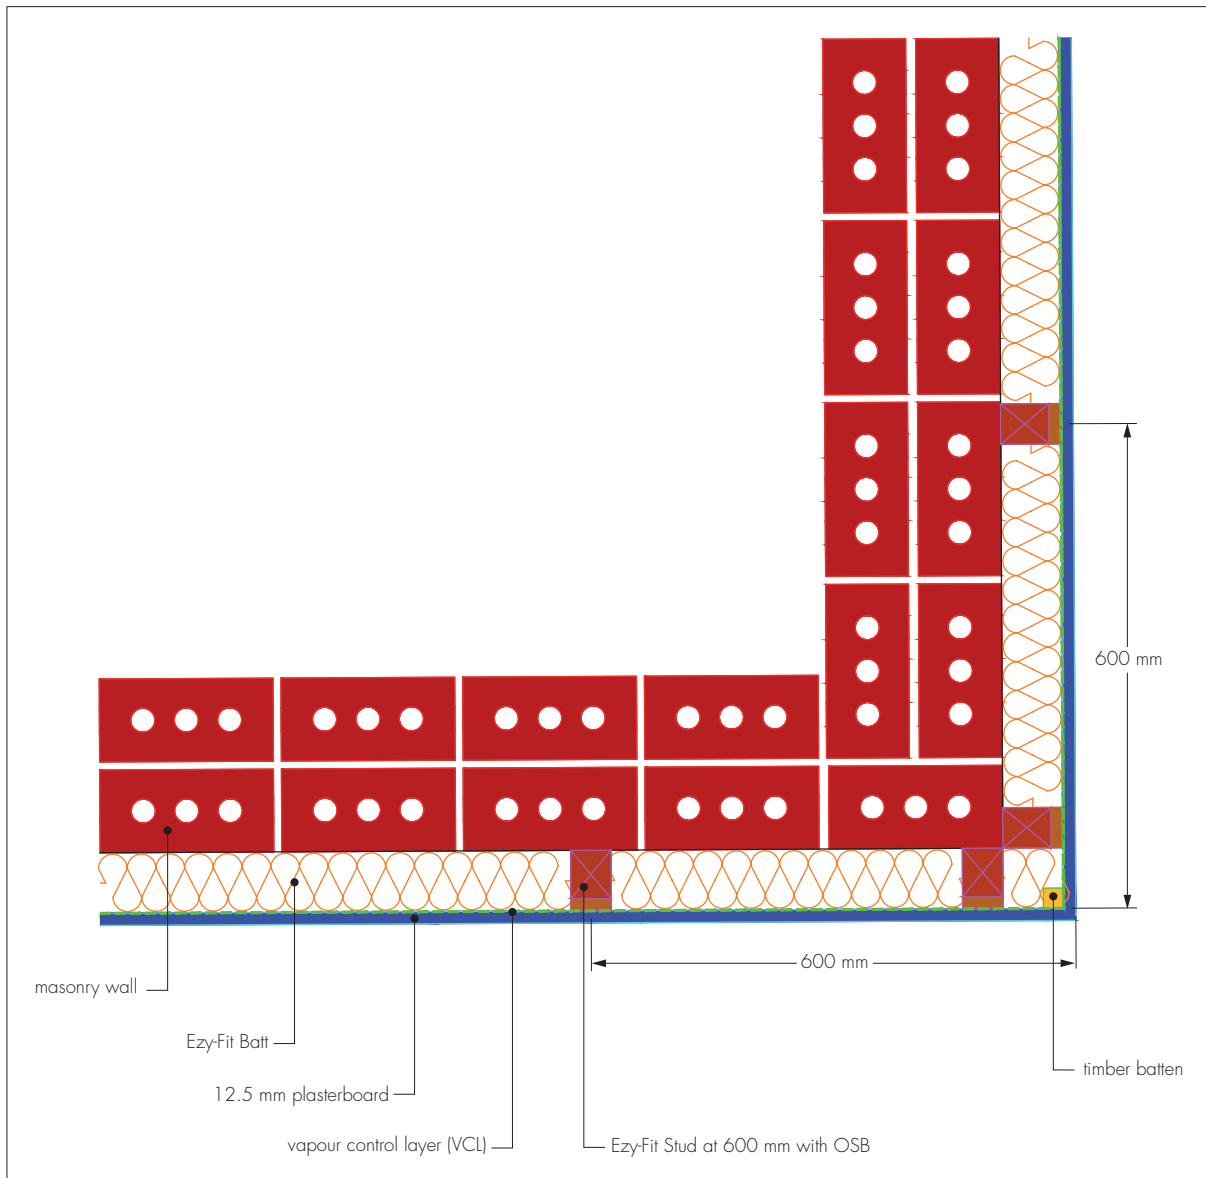 600 mm
600 mm
masonry wall
Ezy-Fit Batt
timber batten
12.5 mm plasterboard
vapour control layer (VCL)
Ezy-Fit Stud at 600 mm with OSB